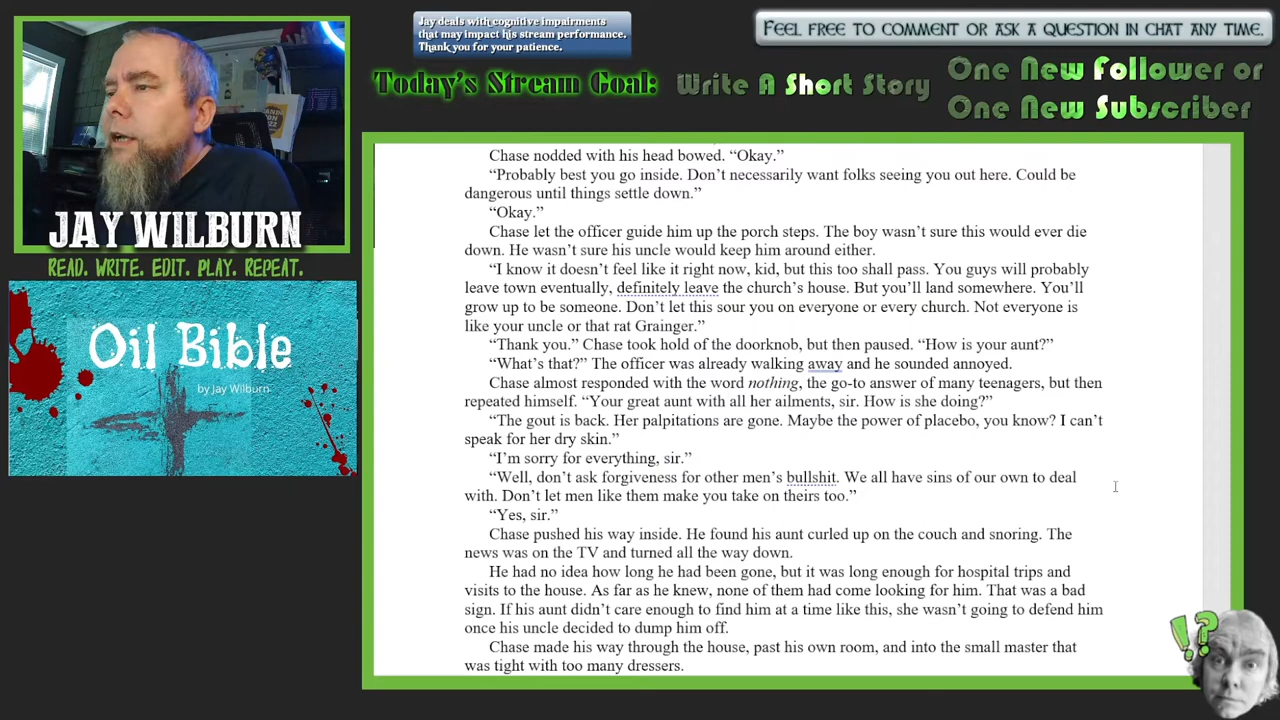 Jay deals with cognitive impairments
that may impact his stream performance.
Thank you for your patience.
Feel free to comment or ask a question in chat any time.
Today's Stream Goal:
Write A Short Story
One New Follower or
One New Subscriber
JAY WILBURN
READ. WRITE. EDIT. PLAY. REPEAT.
Oil Bible
by Jay Wilburn
Chase nodded with his head bowed. “Okay.”
“Probably best you go inside. Don’t necessarily want folks seeing you out here. Could be
dangerous until things settle down.”
“Okay.”
Chase let the officer guide him up the porch steps. The boy wasn’t sure this would ever die
down. He wasn’t sure his uncle would keep him around either.
“I know it doesn’t feel like it right now, kid, but this too shall pass. You guys will probably
leave town eventually, definitely leave the church’s house. But you’ll land somewhere. You’ll
grow up to be someone. Don’t let this sour you on everyone or every church. Not everyone is
like your uncle or that rat Grainger.”
“Thank you.” Chase took hold of the doorknob, but then paused. “How is your aunt?”
“What’s that?” The officer was already walking away and he sounded annoyed.
Chase almost responded with the word nothing, the go-to answer of many teenagers, but then
repeated himself. “Your great aunt with all her ailments, sir. How is she doing?”
“The gout is back. Her palpitations are gone. Maybe the power of placebo, you know? I can’t
speak for her dry skin.”
“I’m sorry for everything, sir.”
“Well, don’t ask forgiveness for other men’s bullshit. We all have sins of our own to deal
with. Don’t let men like them make you take on theirs too.”
“Yes, sir.”
Chase pushed his way inside. He found his aunt curled up on the couch and snoring. The
news was on the TV and turned all the way down.
He had no idea how long he had been gone, but it was long enough for hospital trips and
visits to the house. As far as he knew, none of them had come looking for him. That was a bad
sign. If his aunt didn’t care enough to find him at a time like this, she wasn’t going to defend him
once his uncle decided to dump him off.
Chase made his way through the house, past his own room, and into the small master that
was tight with too many dressers.
!?